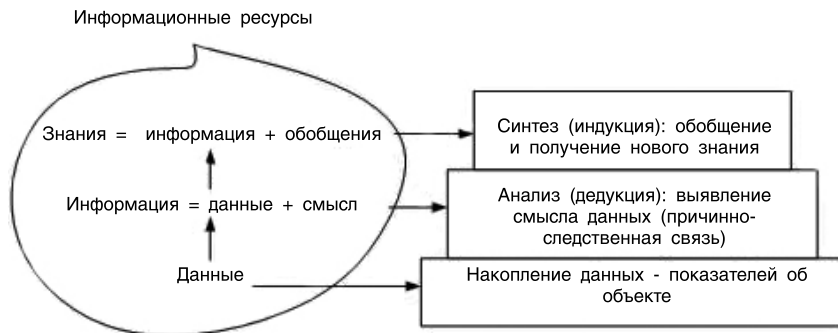 Информационные ресурсы
Знания = информация + обобщения
Синтез (индукция): обобщение
и получение нового знания
Информация = данные + смысл
Анализ (дедукция): выявление
смысла данных (причинно-
следственная связь)
Данные
Накопление данных - показателей об
объекте